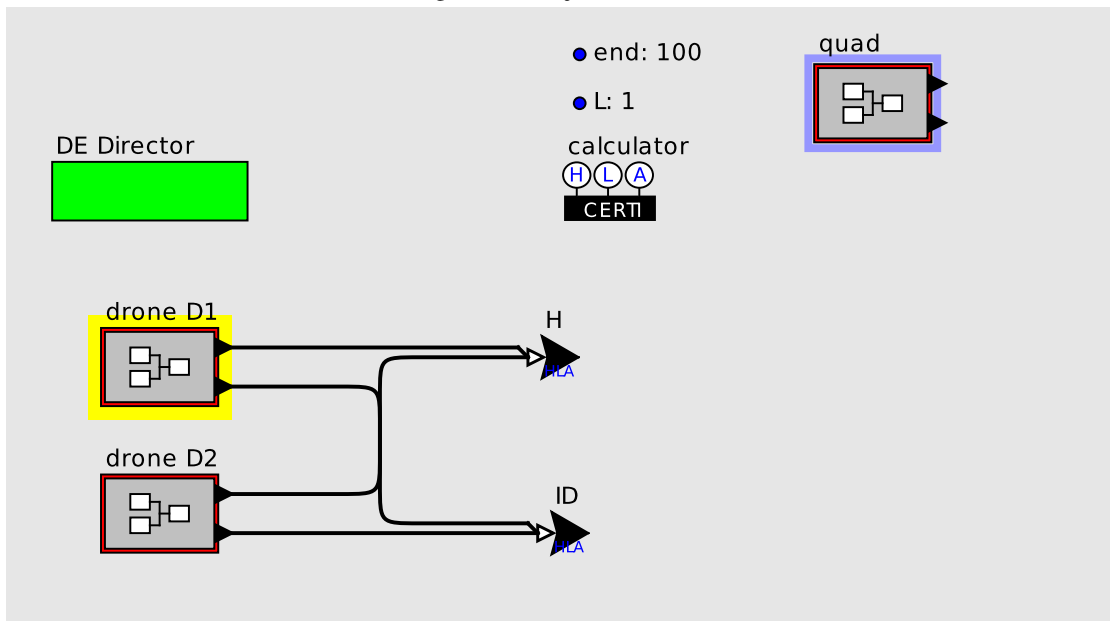 quad
end: 100
L: 1
DE Director
calculator
H L A
CERTI
drone D1
H
HLA
drone D2
ID
HLA